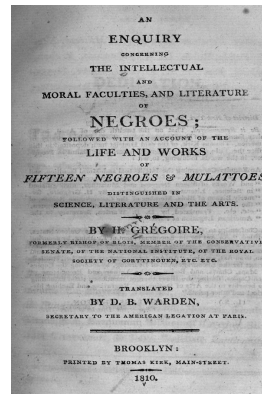 AN
ENQUIRY
CONCERNING
THE INTELLECTUAL
AND
MORAL FACULTIES, AND LITERATURE
OF
NEGROES;
FOLLOWED WITH AN ACCOUNT OF THE
LIFE AND WORKS
OF
FIFTEEN NEGROES & MULATTOES
DISTINGUISHED IN
SCIENCE, LITERATURE AND THE ARTS.
BY H. GRÉGOIRE,
FORMERLY BISHOP OF BLOIS, MEMBER OF THE CONSERVATIVE
SENATE, OF THE NATIONAL INSTITUTE, OF THE ROYAL
SOCIETY OF GOETTINGUEN, ETC. ETC.
TRANSLATED
BY D. B. WARDEN,
SECRETARY TO THE AMERICAN LEGATION AT PARIS.
BROOKLYN:
PRINTED BY THOMAS KIRK, MAIN-STREET.
1810.